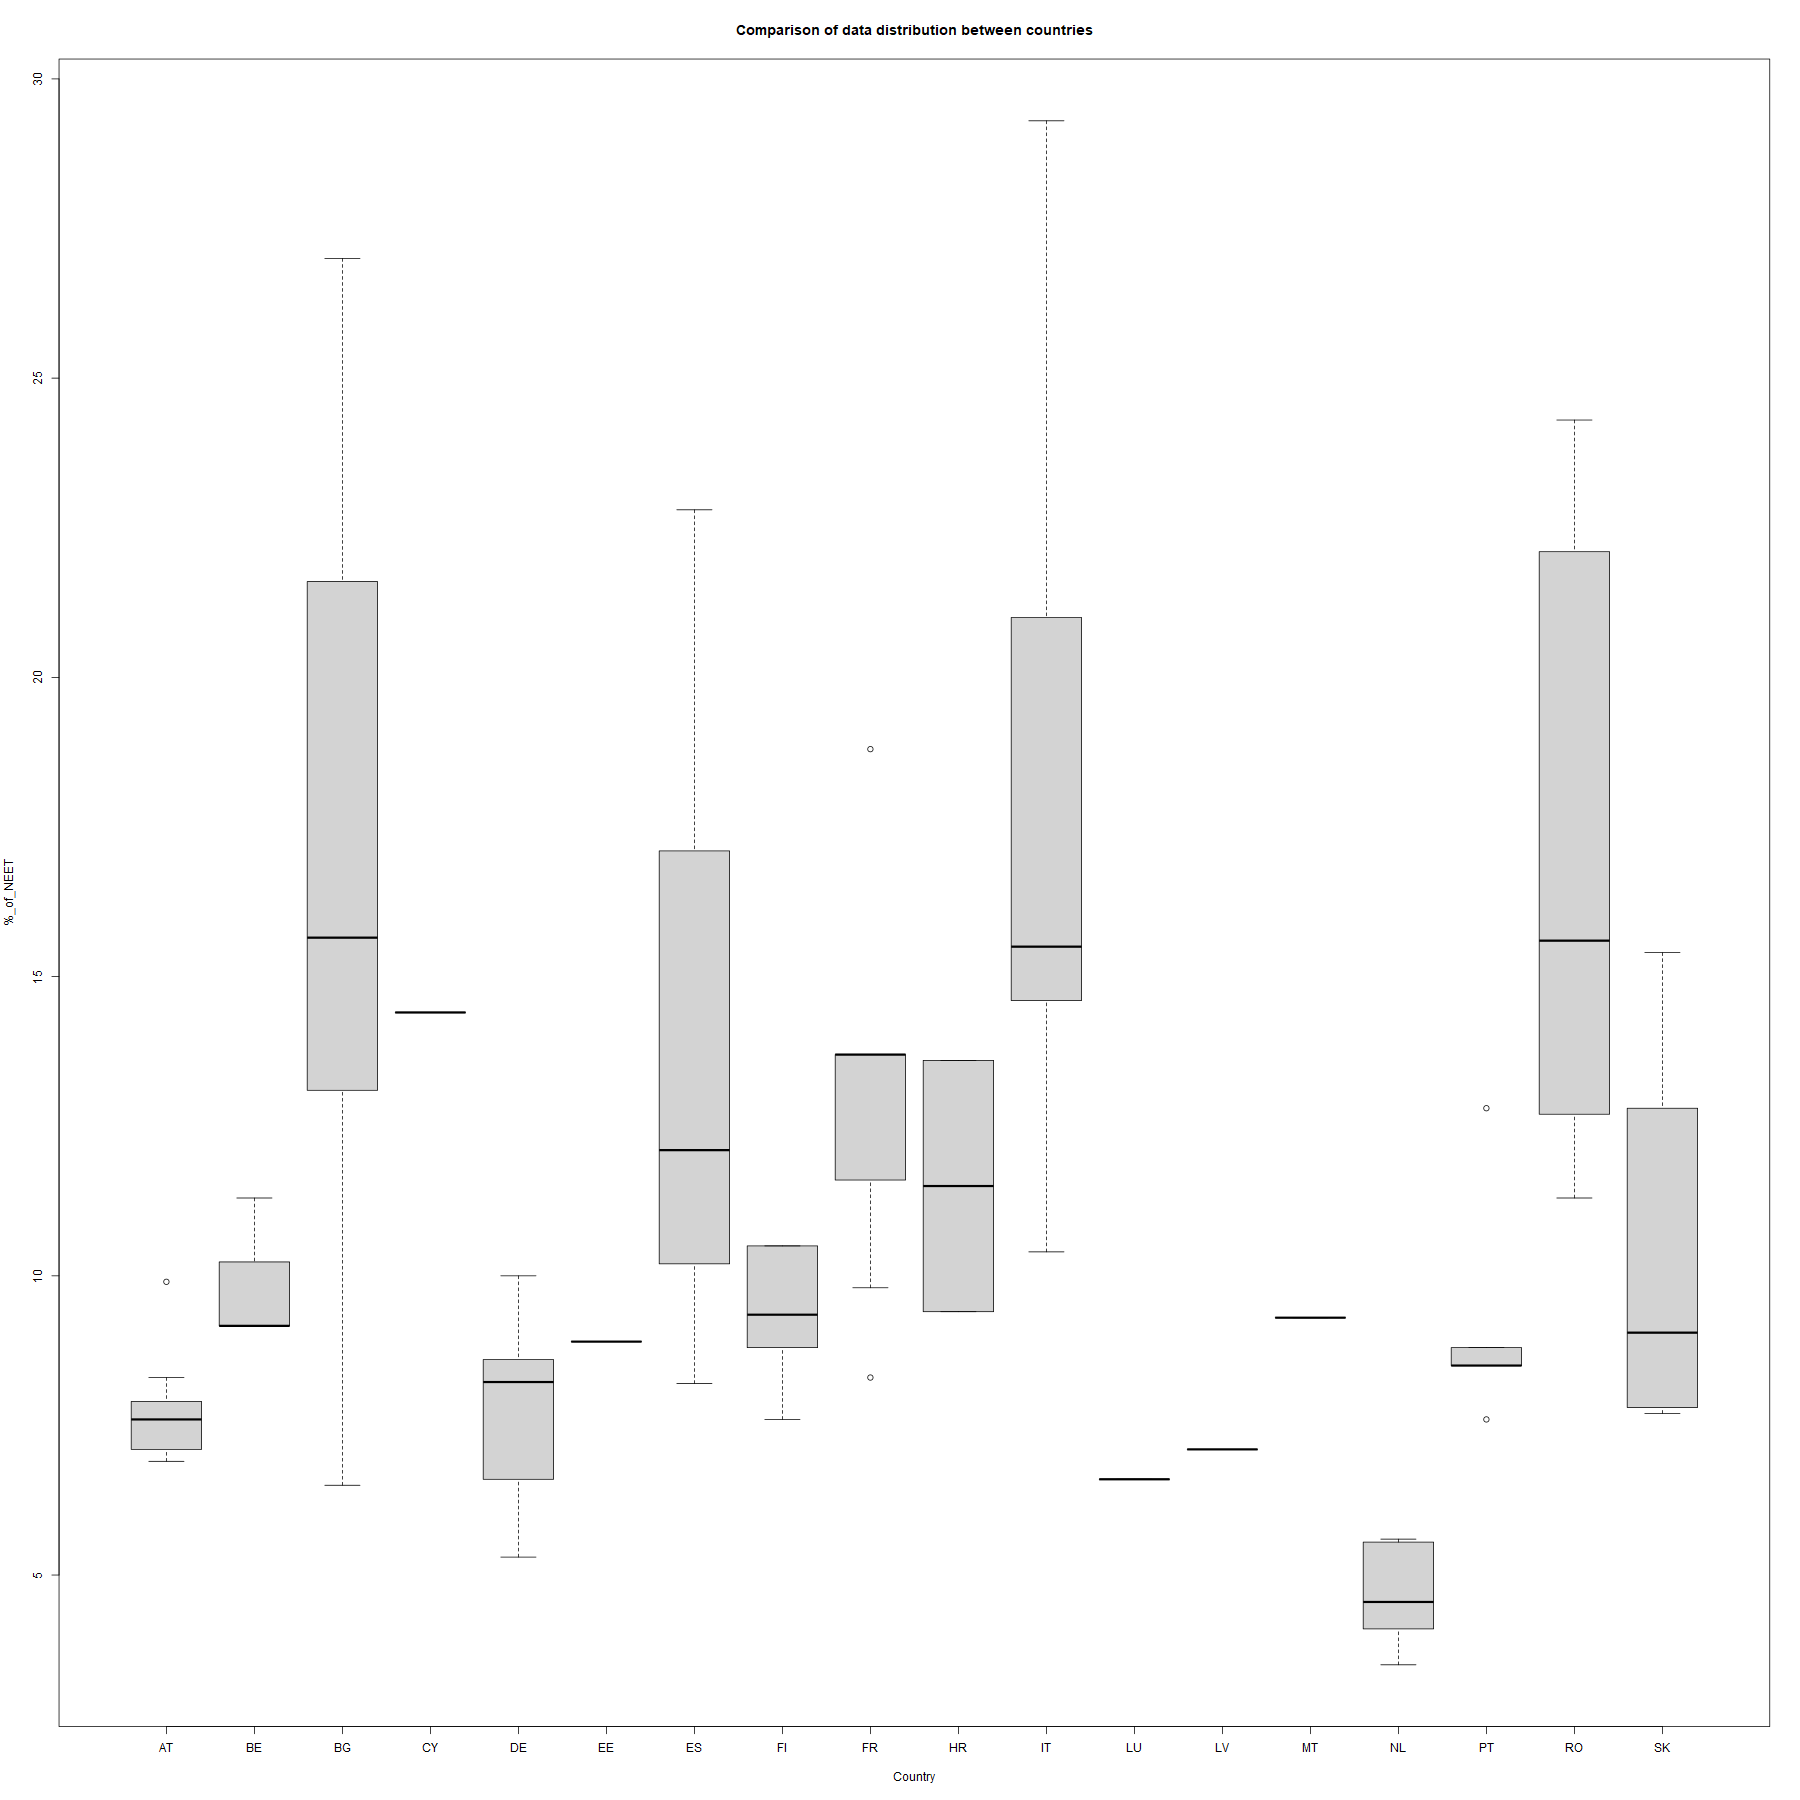 Comparison of data distribution between countries
30
25
20
15
10
5
%_of_NEET
AT BE BG CY DE EE ES FI FR HR IT LU LV MT NL PT RO SK
Country